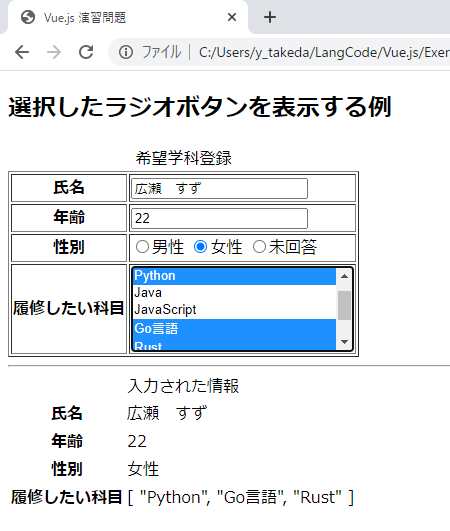 Vue.js 演習問題
ファイル | C:/Users/y_takeda/LangCode/Vue.js/Exer
選択したラジオボタンを表示する例
希望学科登録
氏名 広瀬　すず
年齢 22
性別 男性 女性 未回答
履修したい科目
Python
Java
JavaScript
Go言語
Rust
入力された情報
氏名 広瀬　すず
年齢 22
性別 女性
履修したい科目 [ "Python", "Go言語", "Rust" ]